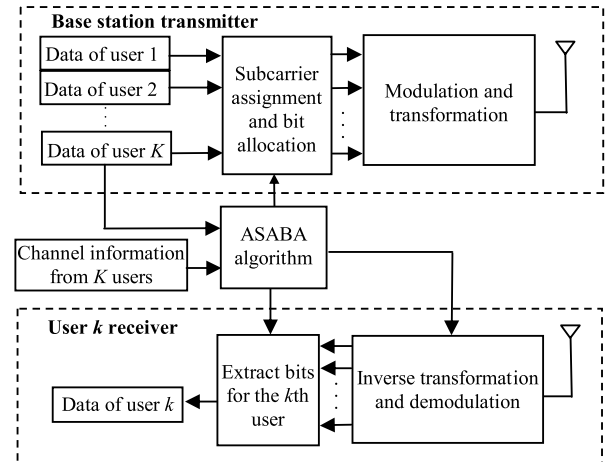 Base station transmitter
Data of user 1
Data of user 2
Data of user K
Subcarrier
assignment
and bit
allocation
Modulation and
transformation
Channel information
from K users
ASABA
algorithm
User k receiver
Data of user k
Extract bits
for the kth
user
Inverse transformation
and demodulation